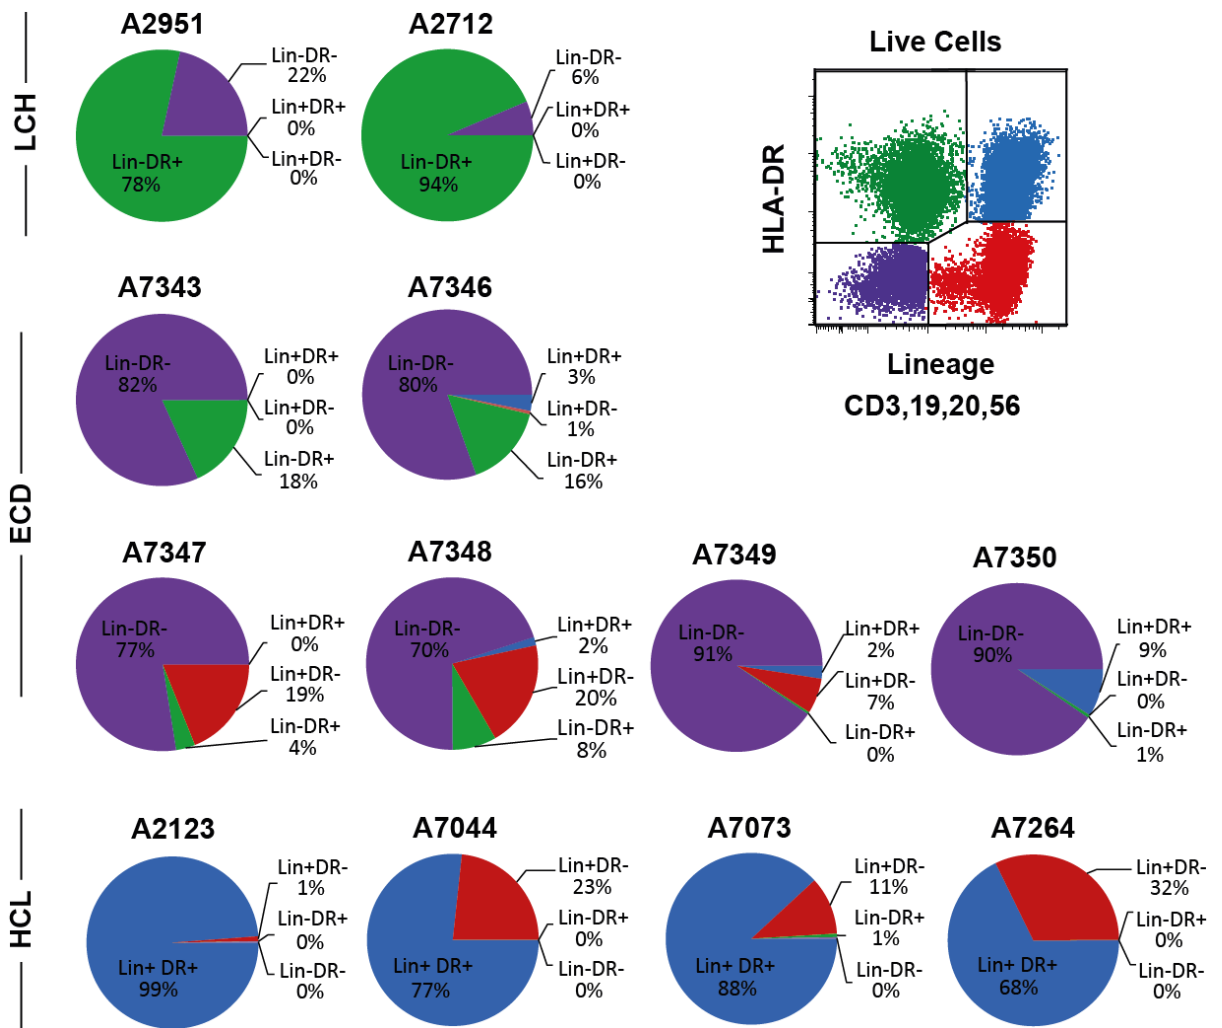 LCH
A2951
Lin-DR-
22%
Lin+DR+
0%
Lin+DR-
0%
Lin-DR+
78%
A2712
Lin-DR-
6%
Lin+DR+
0%
Lin+DR-
0%
Lin-DR+
94%
Live Cells
HLA-DR
Lineage
CD3,19,20,56
ECD
A7343
Lin-DR-
82%
Lin+DR+
0%
Lin+DR-
0%
Lin-DR+
18%
A7346
Lin-DR-
80%
Lin+DR+
3%
Lin+DR-
1%
Lin-DR+
16%
A7347
Lin-DR-
77%
Lin+DR+
0%
Lin+DR-
19%
Lin-DR+
4%
A7348
Lin-DR-
70%
Lin+DR+
2%
Lin+DR-
20%
Lin-DR+
8%
A7349
Lin-DR-
91%
Lin+DR+
2%
Lin+DR-
7%
Lin-DR+
0%
A7350
Lin-DR-
90%
Lin+DR+
9%
Lin+DR-
0%
Lin-DR+
1%
HCL
A2123
Lin+DR-
1%
Lin-DR+
0%
Lin-DR-
0%
Lin+ DR+
99%
A7044
Lin+DR-
23%
Lin-DR+
0%
Lin-DR-
0%
Lin+ DR+
77%
A7073
Lin+DR-
11%
Lin-DR+
1%
Lin-DR-
0%
Lin+ DR+
88%
A7264
Lin+DR-
32%
Lin-DR+
0%
Lin-DR-
0%
Lin+ DR+
68%